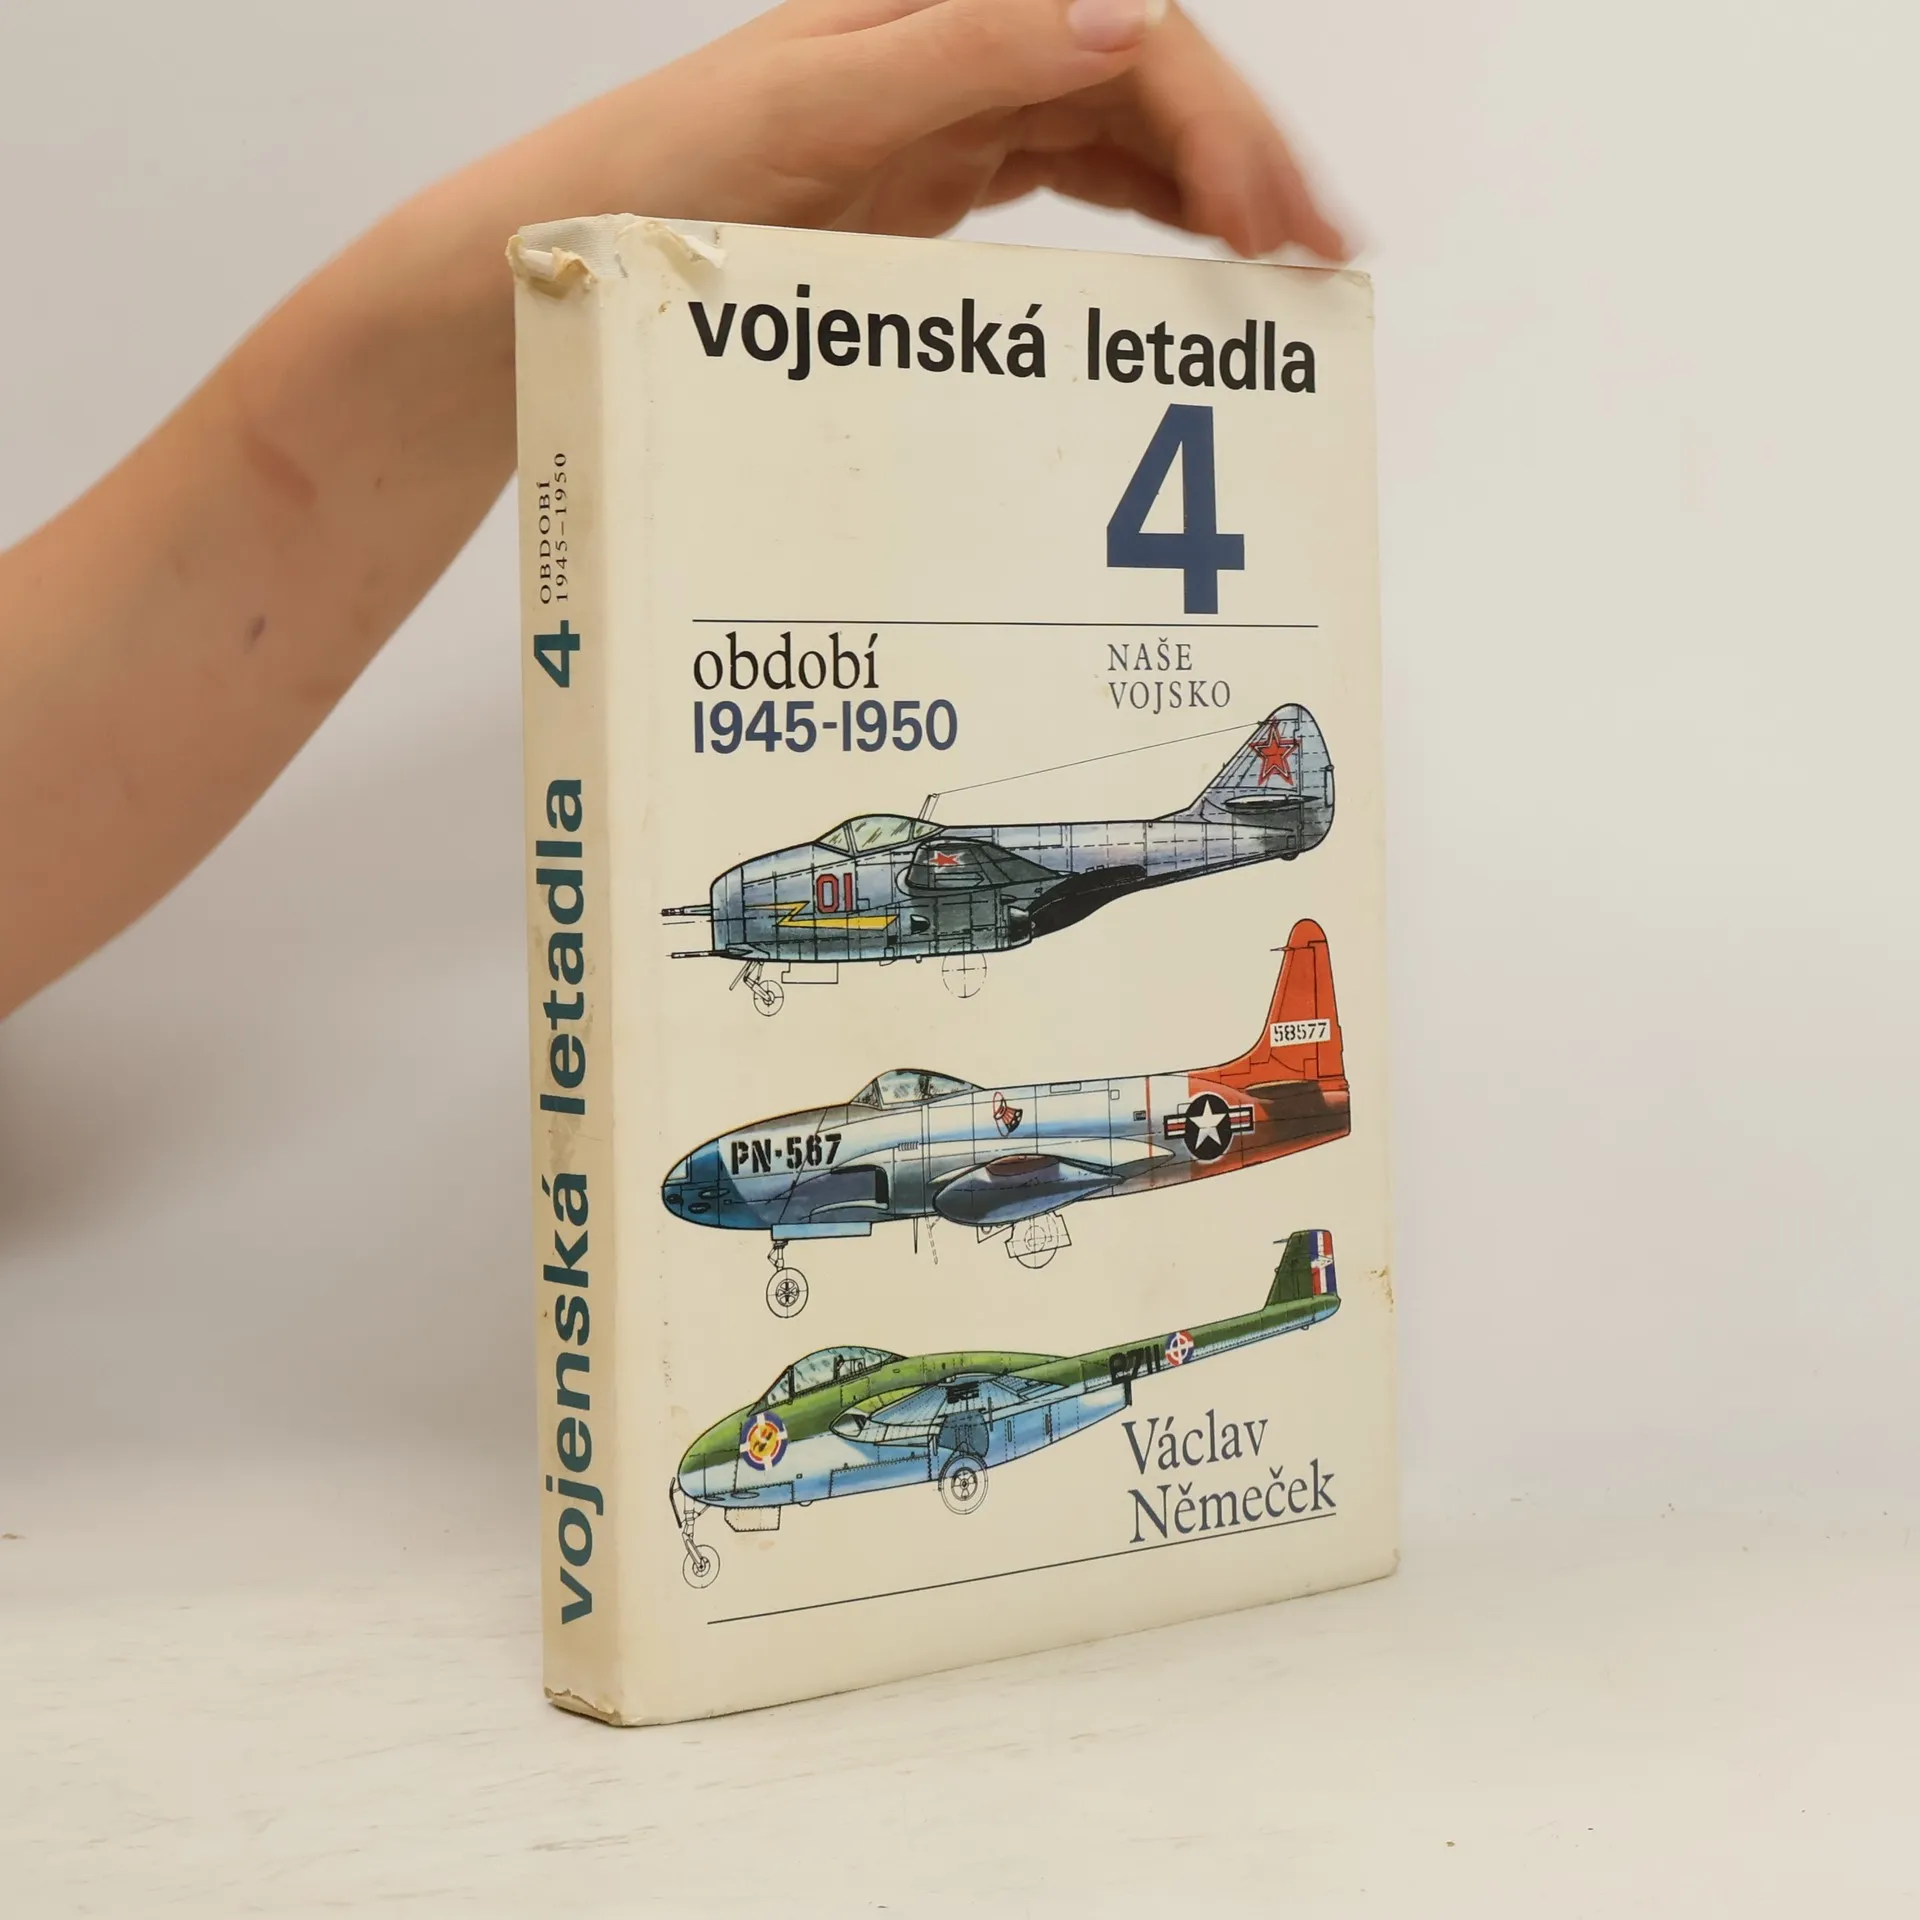 vojenská letadla
4
období
1945-1950
NAŠE
VOJSKO
01
58577
PN-567
Václav
Němeček
vojenská letadla 4 OBDOBÍ
1945–1950